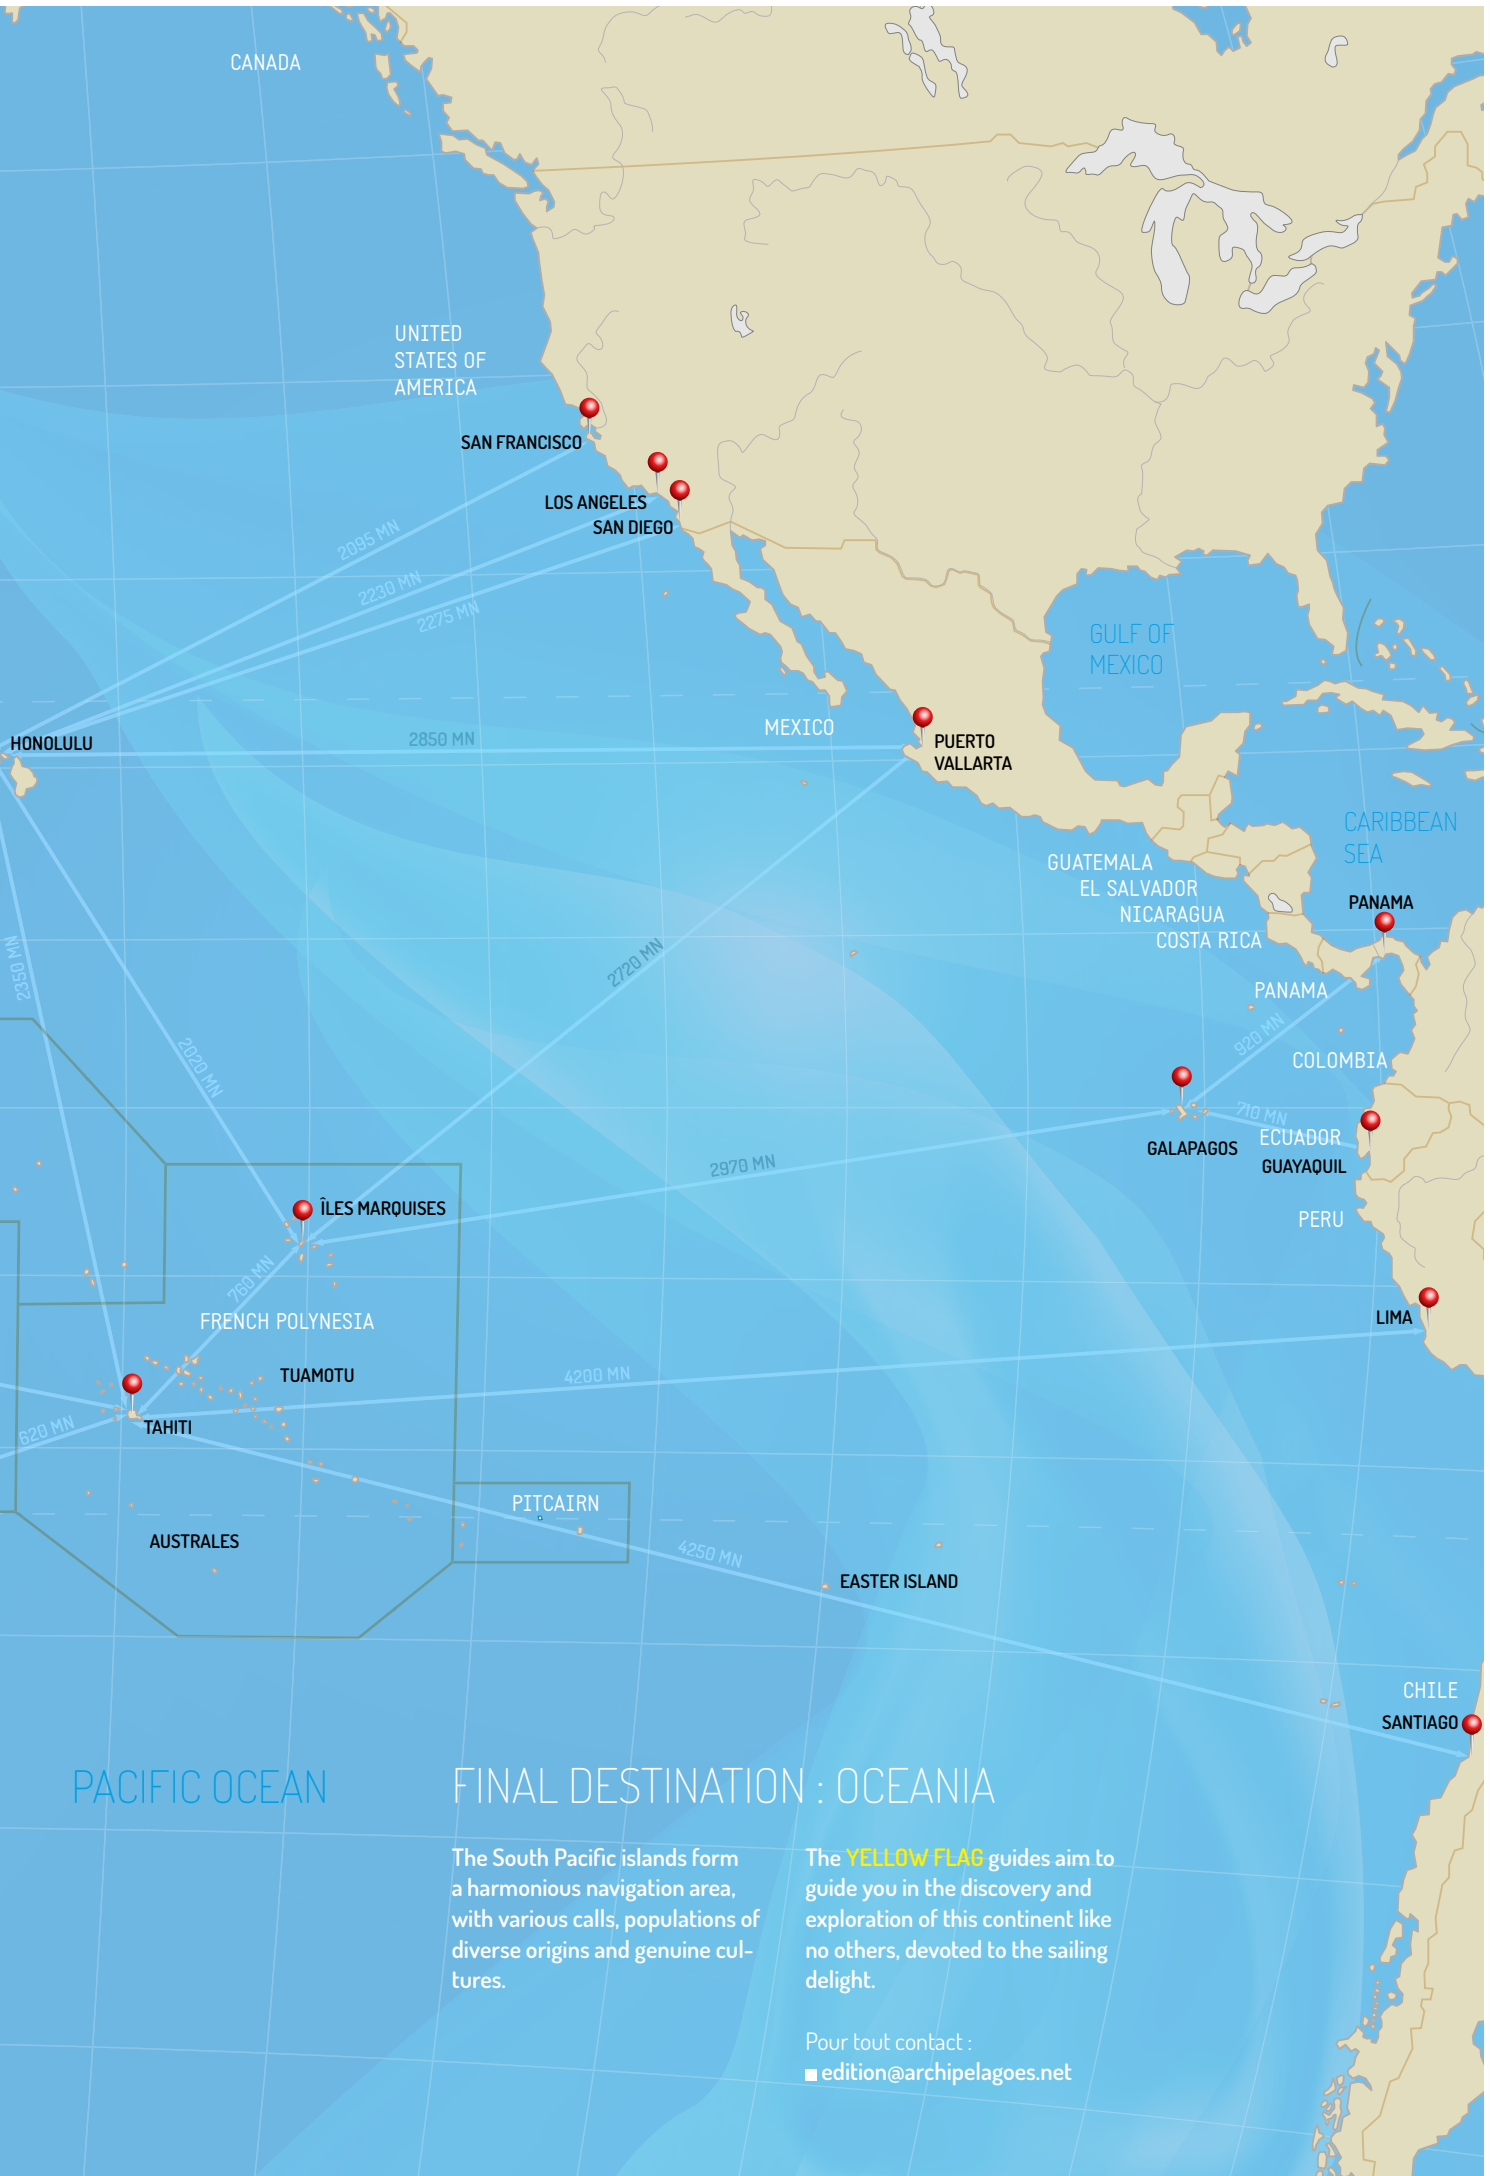 CANADA
UNITED
STATES OF
AMERICA
SAN FRANCISCO
LOS ANGELES
SAN DIEGO
2095 MN
2230 MN
2275 MN
GULF OF
MEXICO
MEXICO
HONOLULU
2850 MN
PUERTO
VALLARTA
CARIBBEAN
SEA
GUATEMALA
EL SALVADOR
NICARAGUA
COSTA RICA
PANAMA
PANAMA
2350 MN
2720 MN
2020 MN
920 MN
COLOMBIA
710 MN
ECUADOR
GALAPAGOS
GUAYAQUIL
2970 MN
ÎLES MARQUISES
PERU
760 MN
FRENCH POLYNESIA
LIMA
TUAMOTU
4200 MN
TAHITI
620 MN
PITCAIRN
AUSTRALES
4250 MN
EASTER ISLAND
CHILE
SANTIAGO
PACIFIC OCEAN
FINAL DESTINATION : OCEANIA
The South Pacific islands form
a harmonious navigation area,
with various calls, populations of
diverse origins and genuine cul-
tures.
The YELLOW FLAG guides aim to
guide you in the discovery and
exploration of this continent like
no others, devoted to the sailing
delight.
Pour tout contact :
edition@archipelagoes.net